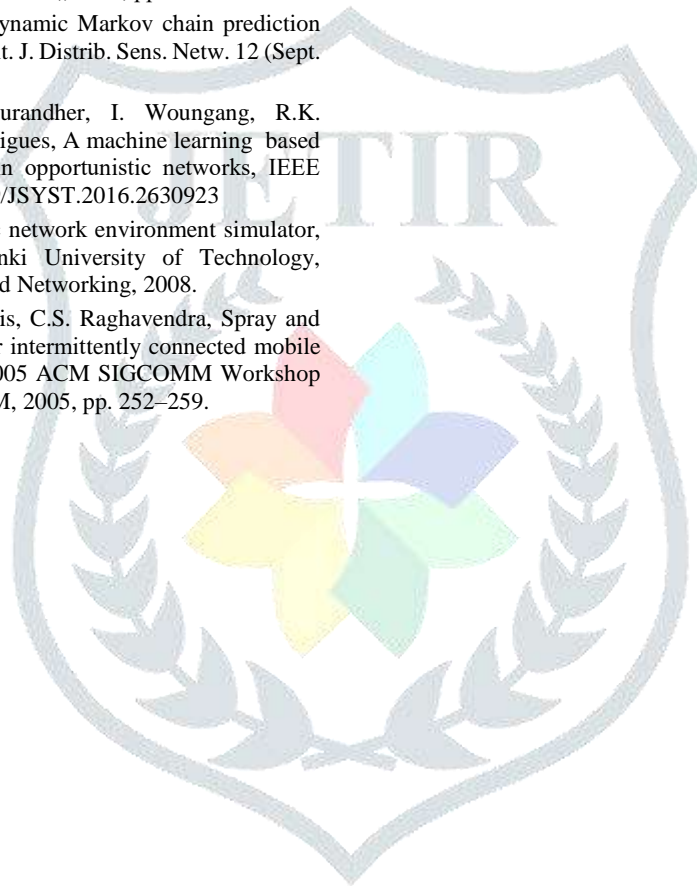 ynamic Markov chain prediction
t. J. Distrib. Sens. Netw. 12 (Sept.
urandher, I. Woungang, R.K.
igues, A machine learning based
n opportunistic networks, IEEE
/JSYST.2016.2630923
network environment simulator,
nki University of Technology,
d Networking, 2008.
is, C.S. Raghavendra, Spray and
r intermittently connected mobile
005 ACM SIGCOMM Workshop
M, 2005, pp. 252–259.
JETIR